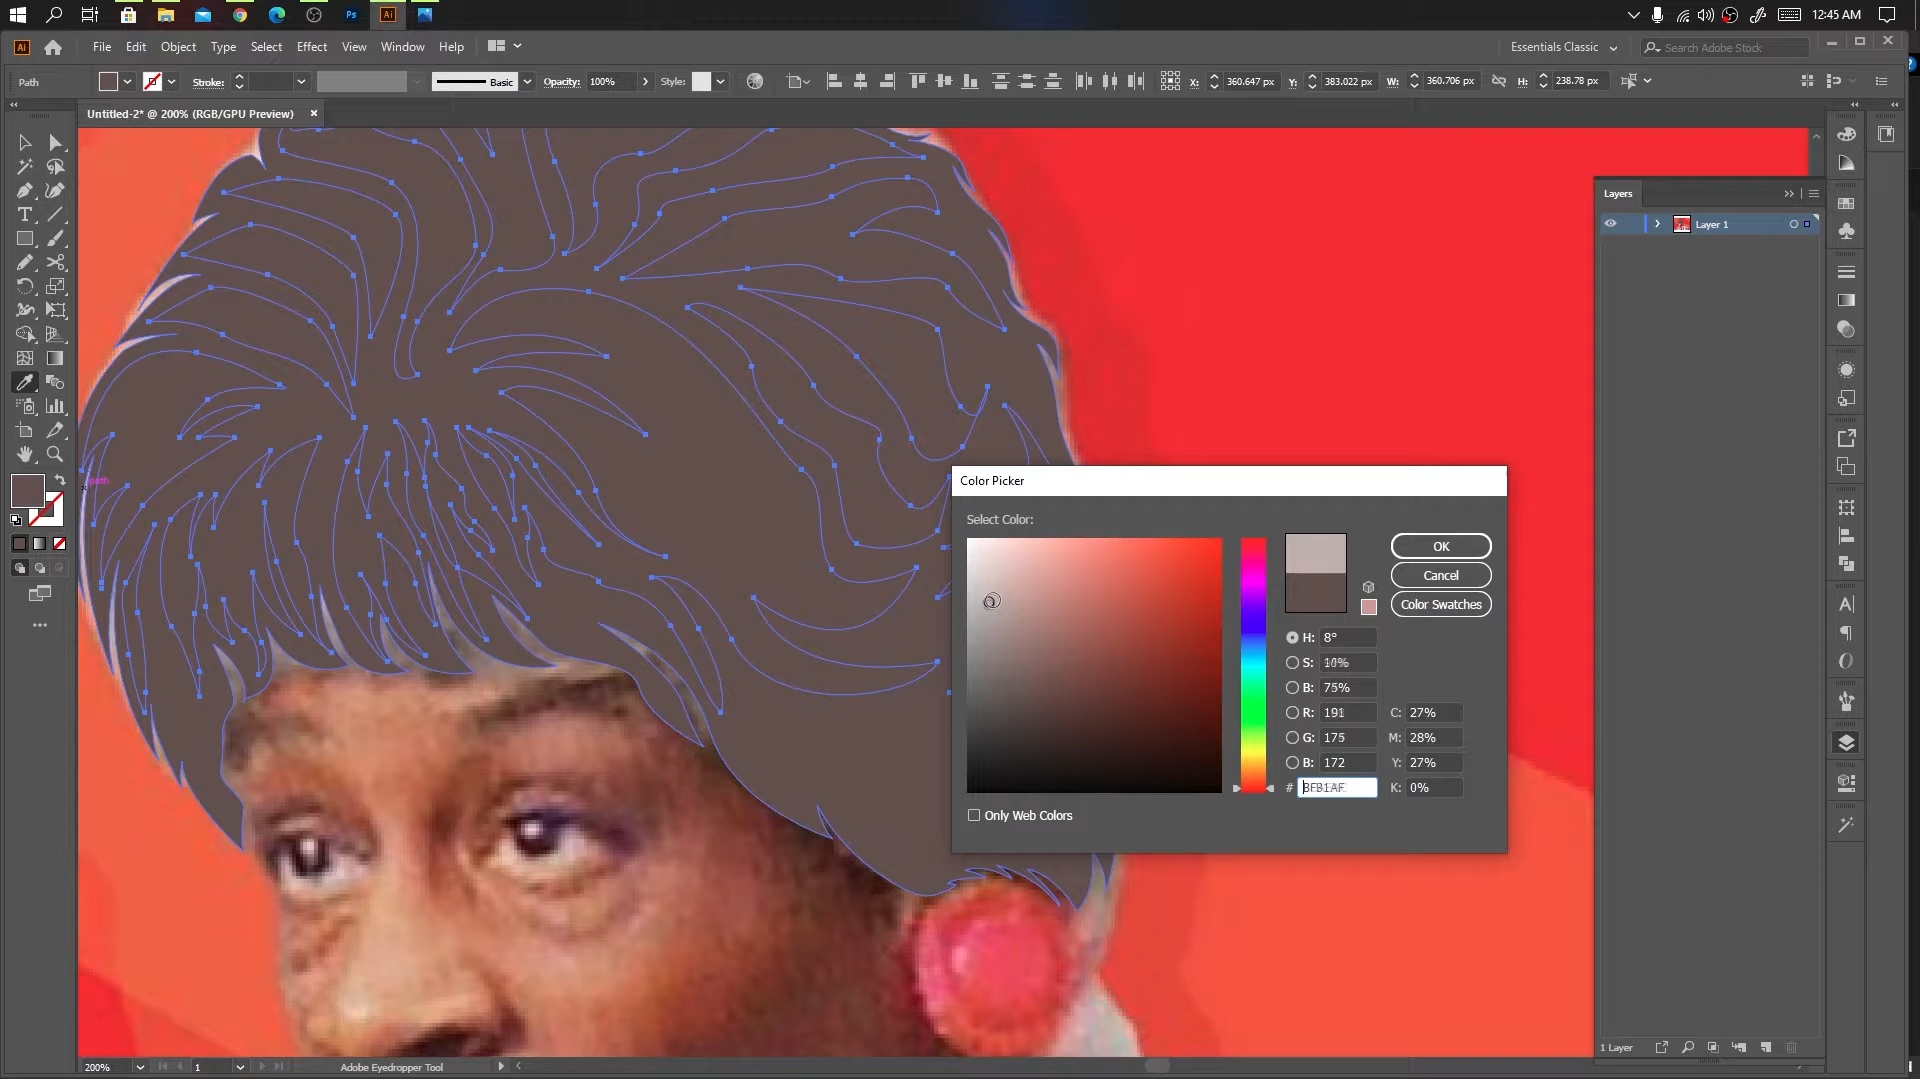 12:45 AM
File Edit Object Type Select Effect View Window Help
Essentials Classic
Search Adobe Stock
Path
Stroke:
Basic
Opacity: 100%
Style:
X: 360.647 px
Y: 383.022 px
W: 360.706 px
H: 238.78 px
Untitled-2* @ 200% (RGB/GPU Preview)
Layers
Layer 1
path
Color Picker
Select Color:
OK
Cancel
Color Swatches
H: 8°
S: 10%
B: 75%
R: 191 C: 27%
G: 175 M: 28%
B: 172 Y: 27%
# BFB1AF K: 0%
Only Web Colors
200%
1
Adobe Eyedropper Tool
1 Layer